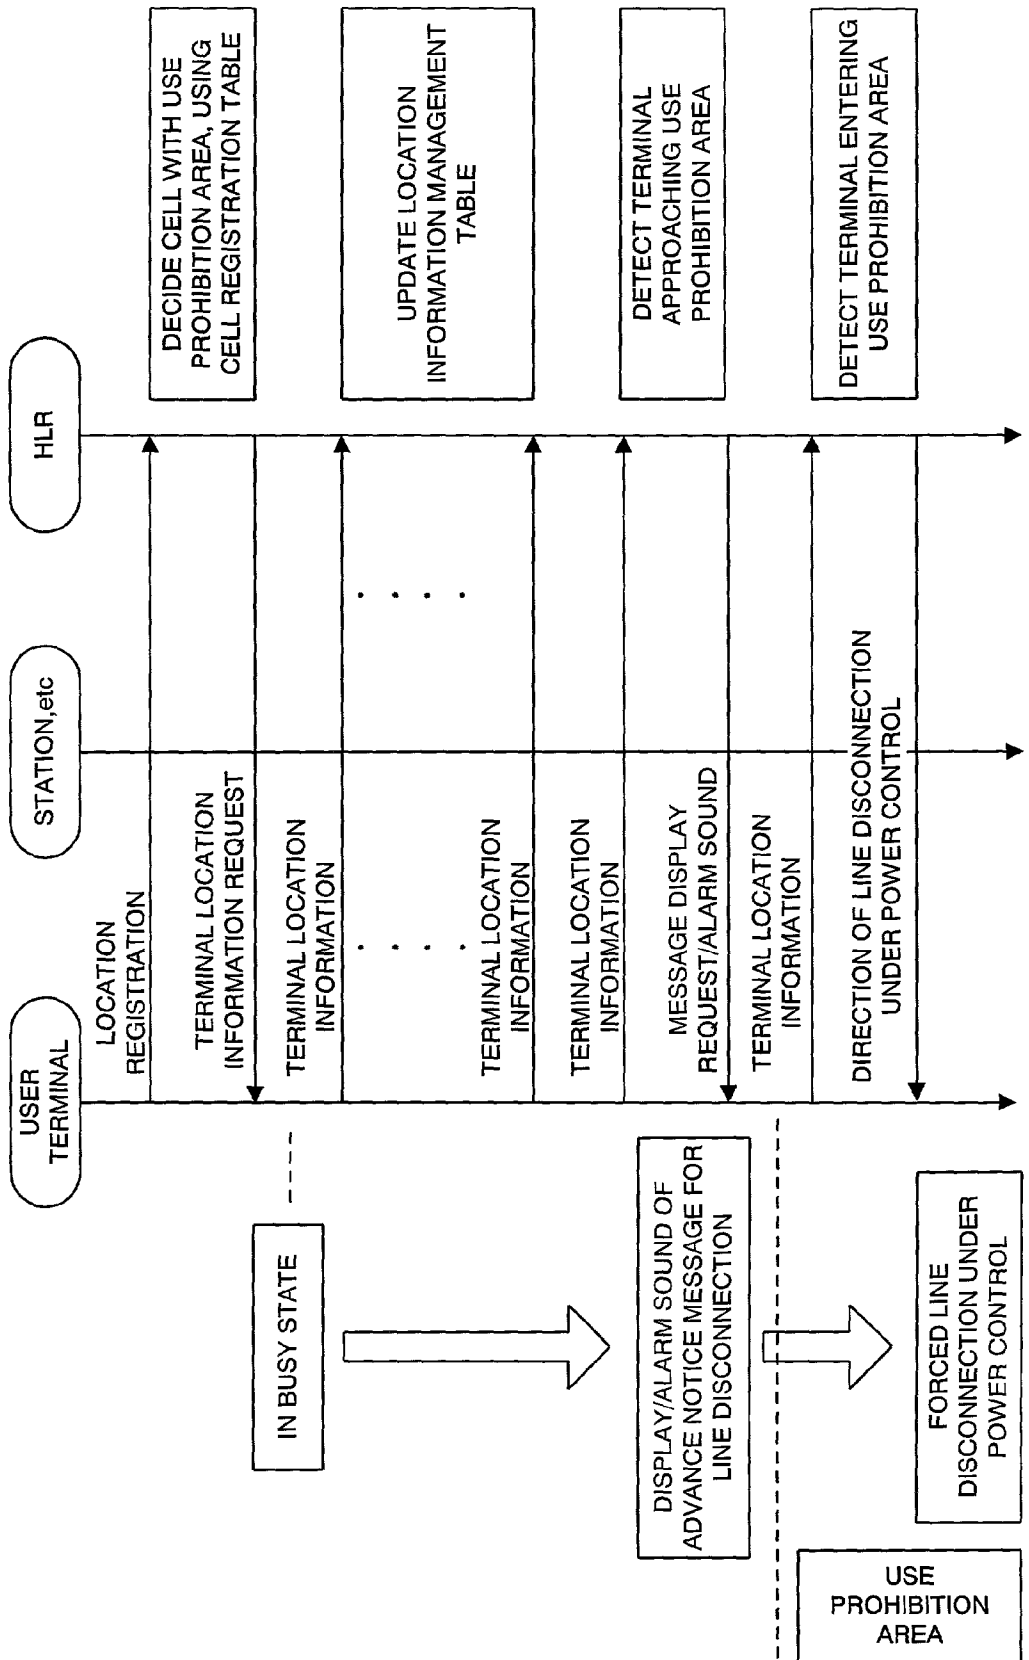 USER
TERMINAL
STATION,etc
HLR
LOCATION
REGISTRATION
DECIDE CELL WITH USE
PROHIBITION AREA, USING
CELL REGISTRATION TABLE
TERMINAL LOCATION
INFORMATION REQUEST
IN BUSY STATE
TERMINAL LOCATION
INFORMATION
UPDATE LOCATION
INFORMATION MANAGEMENT
TABLE
TERMINAL LOCATION
INFORMATION
TERMINAL LOCATION
INFORMATION
DETECT TERMINAL
APPROACHING USE
PROHIBITION AREA
MESSAGE DISPLAY
REQUEST/ALARM SOUND
DISPLAY/ALARM SOUND OF
ADVANCE NOTICE MESSAGE FOR
LINE DISCONNECTION
TERMINAL LOCATION
INFORMATION
DETECT TERMINAL ENTERING
USE PROHIBITION AREA
DIRECTION OF LINE DISCONNECTION
UNDER POWER CONTROL
FORCED LINE
DISCONNECTION UNDER
POWER CONTROL
USE
PROHIBITION
AREA